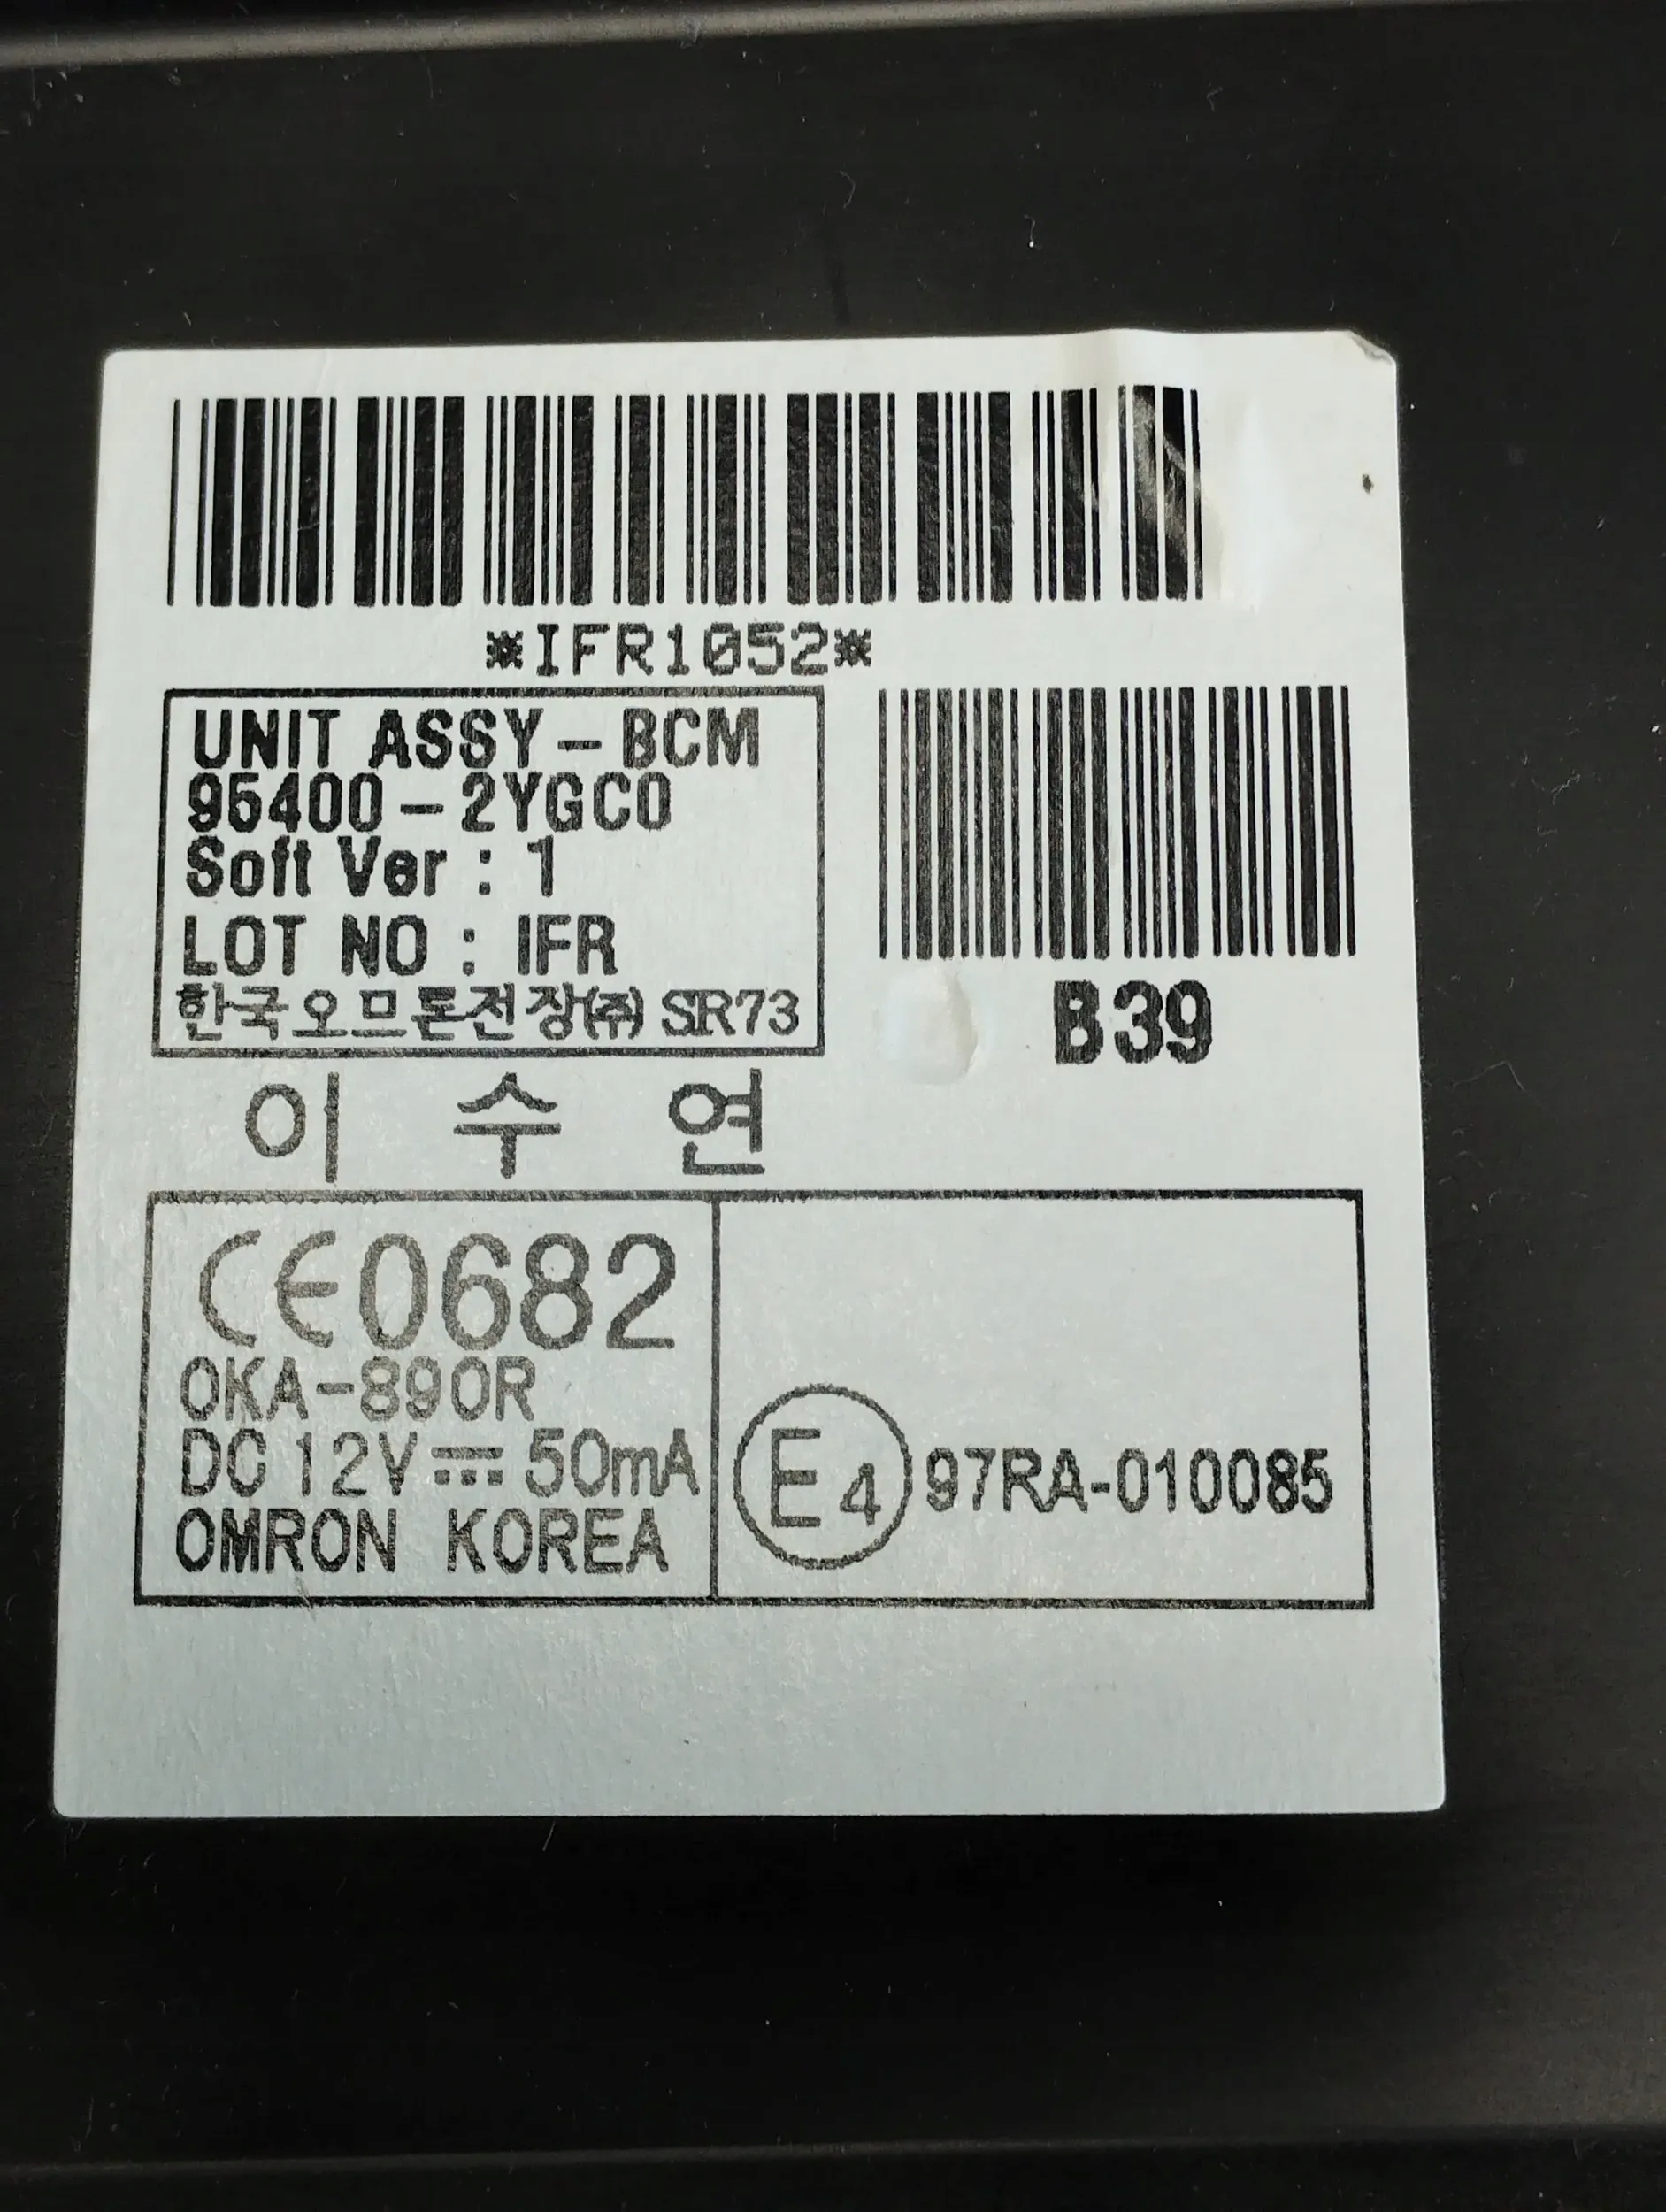 *IFR1052*
UNIT ASSY-BCM
95400-2YGC0
Soft Ver : 1
LOT NO : IFR
한국오므론전장(주) SR73
B39
이 수 연
CE0682
OKA-890R
DC 12V⎓50mA
OMRON KOREA
E4 97RA-010085